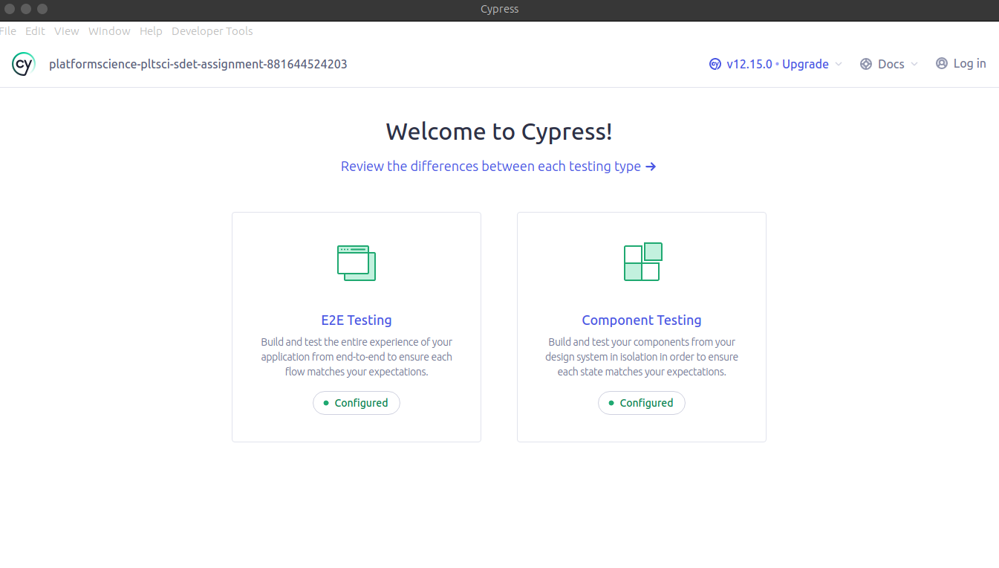 Cypress
File Edit View Window Help Developer Tools
cy platformscience-pltsci-sdet-assignment-881644524203 cy v12.15.0 • Upgrade Docs Log in
Welcome to Cypress!
Review the differences between each testing type →
E2E Testing
Build and test the entire experience of your
application from end-to-end to ensure each
flow matches your expectations.
Configured
Component Testing
Build and test your components from your
design system in isolation in order to ensure
each state matches your expectations.
Configured